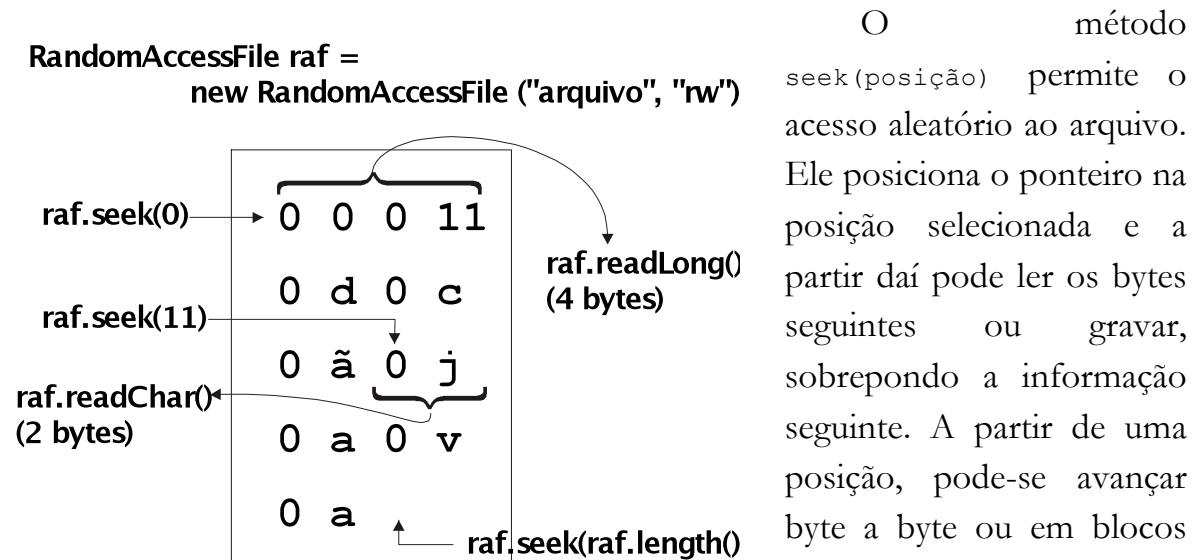 RandomAccessFile raf =
new RandomAccessFile ("arquivo", "rw")
raf.seek(0)
0 0 0 11
raf.readLong()
(4 bytes)
0 d 0 c
raf.seek(11)
0 ã 0 j
raf.readChar()
(2 bytes)
0 a 0 v
0 a
raf.seek(raf.length()
O método
seek(posição) permite o
acesso aleatório ao arquivo.
Ele posiciona o ponteiro na
posição selecionada e a
partir daí pode ler os bytes
seguintes ou gravar,
sobrepondo a informação
seguinte. A partir de uma
posição, pode-se avançar
byte a byte ou em blocos